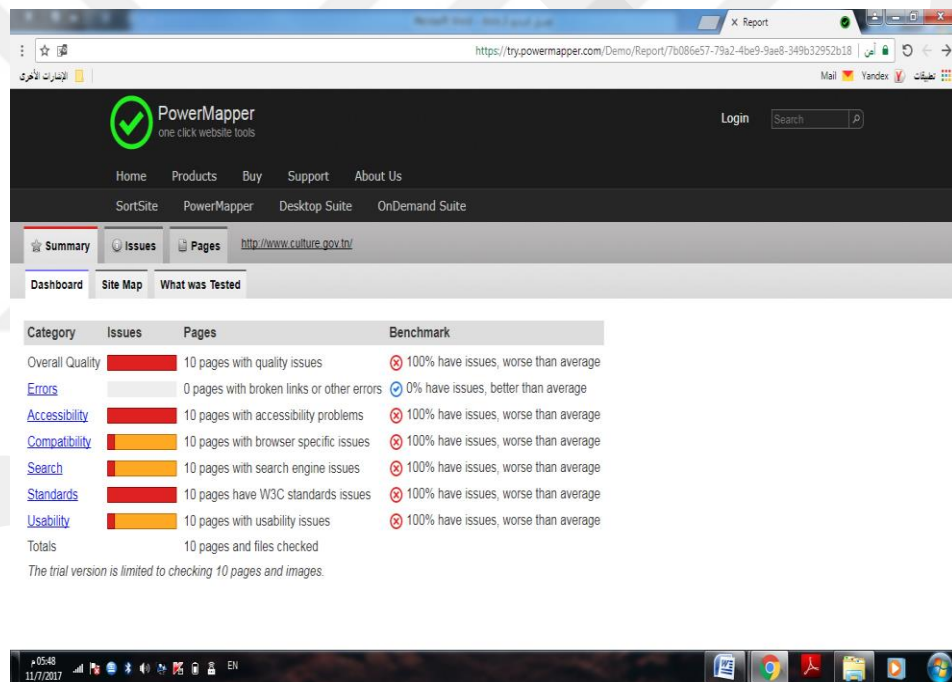 Report
https://try.powermapper.com/Demo/Report/7b086e57-79a2-4be9-9ae8-349b32952b18 | آمن
الإشارات الأخرى
Mail Yandex تطبيقات
PowerMapper
one click website tools
Login Search
Home Products Buy Support About Us
SortSite PowerMapper Desktop Suite OnDemand Suite
Summary Issues Pages http://www.culture.gov.tn/
Dashboard Site Map What was Tested
Category Issues Pages Benchmark
Overall Quality 10 pages with quality issues 100% have issues, worse than average
Errors 0 pages with broken links or other errors 0% have issues, better than average
Accessibility 10 pages with accessibility problems 100% have issues, worse than average
Compatibility 10 pages with browser specific issues 100% have issues, worse than average
Search 10 pages with search engine issues 100% have issues, worse than average
Standards 10 pages have W3C standards issues 100% have issues, worse than average
Usability 10 pages with usability issues 100% have issues, worse than average
Totals 10 pages and files checked
The trial version is limited to checking 10 pages and images.
05:48 م
EN
11/7/2017